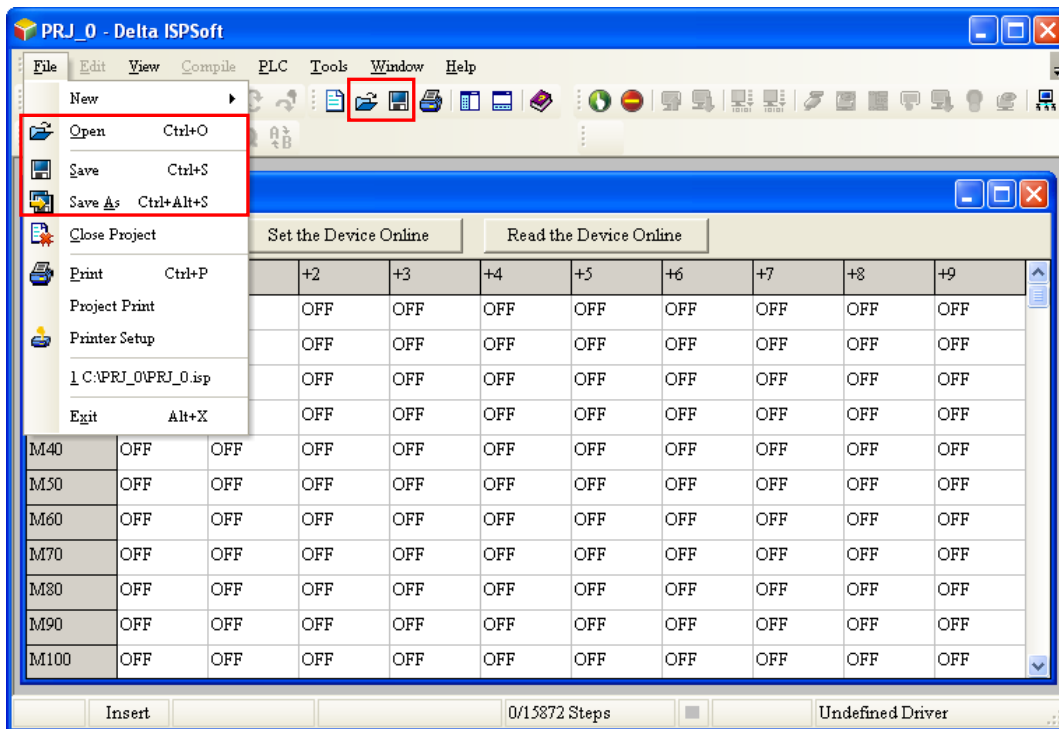 PRJ_0 - Delta ISPSoft
File Edit View Compile PLC Tools Window Help
New
Open Ctrl+O
Save Ctrl+S
Save As Ctrl+Alt+S
Close Project
Print Ctrl+P
Project Print
Printer Setup
1 C:\PRJ_0\PRJ_0.isp
Exit Alt+X
Set the Device Online Read the Device Online
+2 +3 +4 +5 +6 +7 +8 +9
OFF OFF OFF OFF OFF OFF OFF OFF
OFF OFF OFF OFF OFF OFF OFF OFF
OFF OFF OFF OFF OFF OFF OFF OFF
OFF OFF OFF OFF OFF OFF OFF OFF
M40 OFF OFF OFF OFF OFF OFF OFF OFF OFF OFF
M50 OFF OFF OFF OFF OFF OFF OFF OFF OFF OFF
M60 OFF OFF OFF OFF OFF OFF OFF OFF OFF OFF
M70 OFF OFF OFF OFF OFF OFF OFF OFF OFF OFF
M80 OFF OFF OFF OFF OFF OFF OFF OFF OFF OFF
M90 OFF OFF OFF OFF OFF OFF OFF OFF OFF OFF
M100 OFF OFF OFF OFF OFF OFF OFF OFF OFF OFF
Insert 0/15872 Steps Undefined Driver